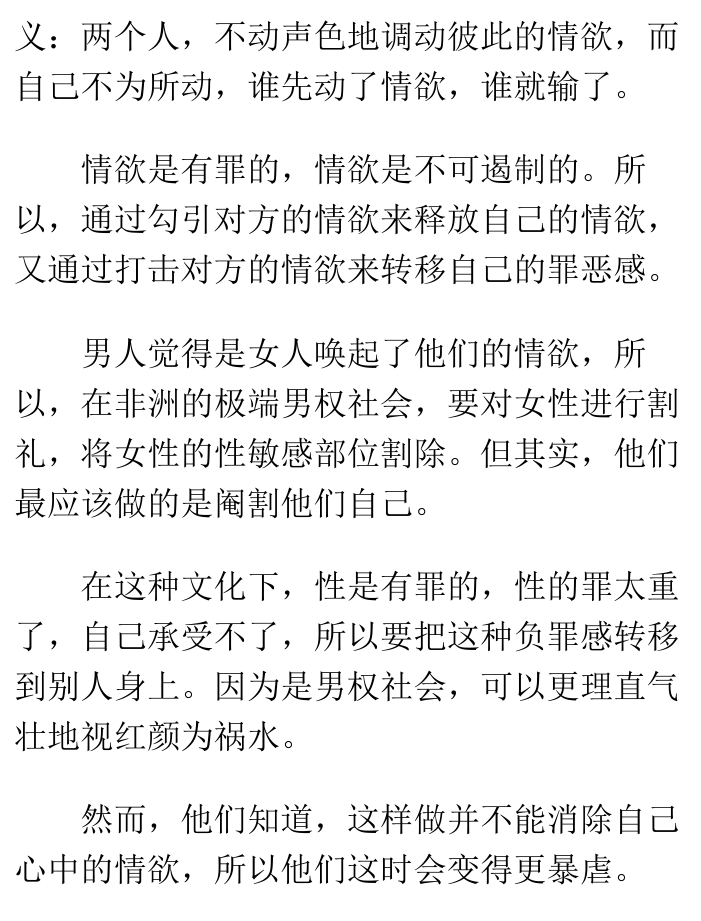 义：两个人，不动声色地调动彼此的情欲，而
自己不为所动，谁先动了情欲，谁就输了。
情欲是有罪的，情欲是不可遏制的。所
以，通过勾引对方的情欲来释放自己的情欲，
又通过打击对方的情欲来转移自己的罪恶感。
男人觉得是女人唤起了他们的情欲，所
以，在非洲的极端男权社会，要对女性进行割
礼，将女性的性敏感部位割除。但其实，他们
最应该做的是阉割他们自己。
在这种文化下，性是有罪的，性的罪太重
了，自己承受不了，所以要把这种负罪感转移
到别人身上。因为是男权社会，可以更理直气
壮地视红颜为祸水。
然而，他们知道，这样做并不能消除自己
心中的情欲，所以他们这时会变得更暴虐。